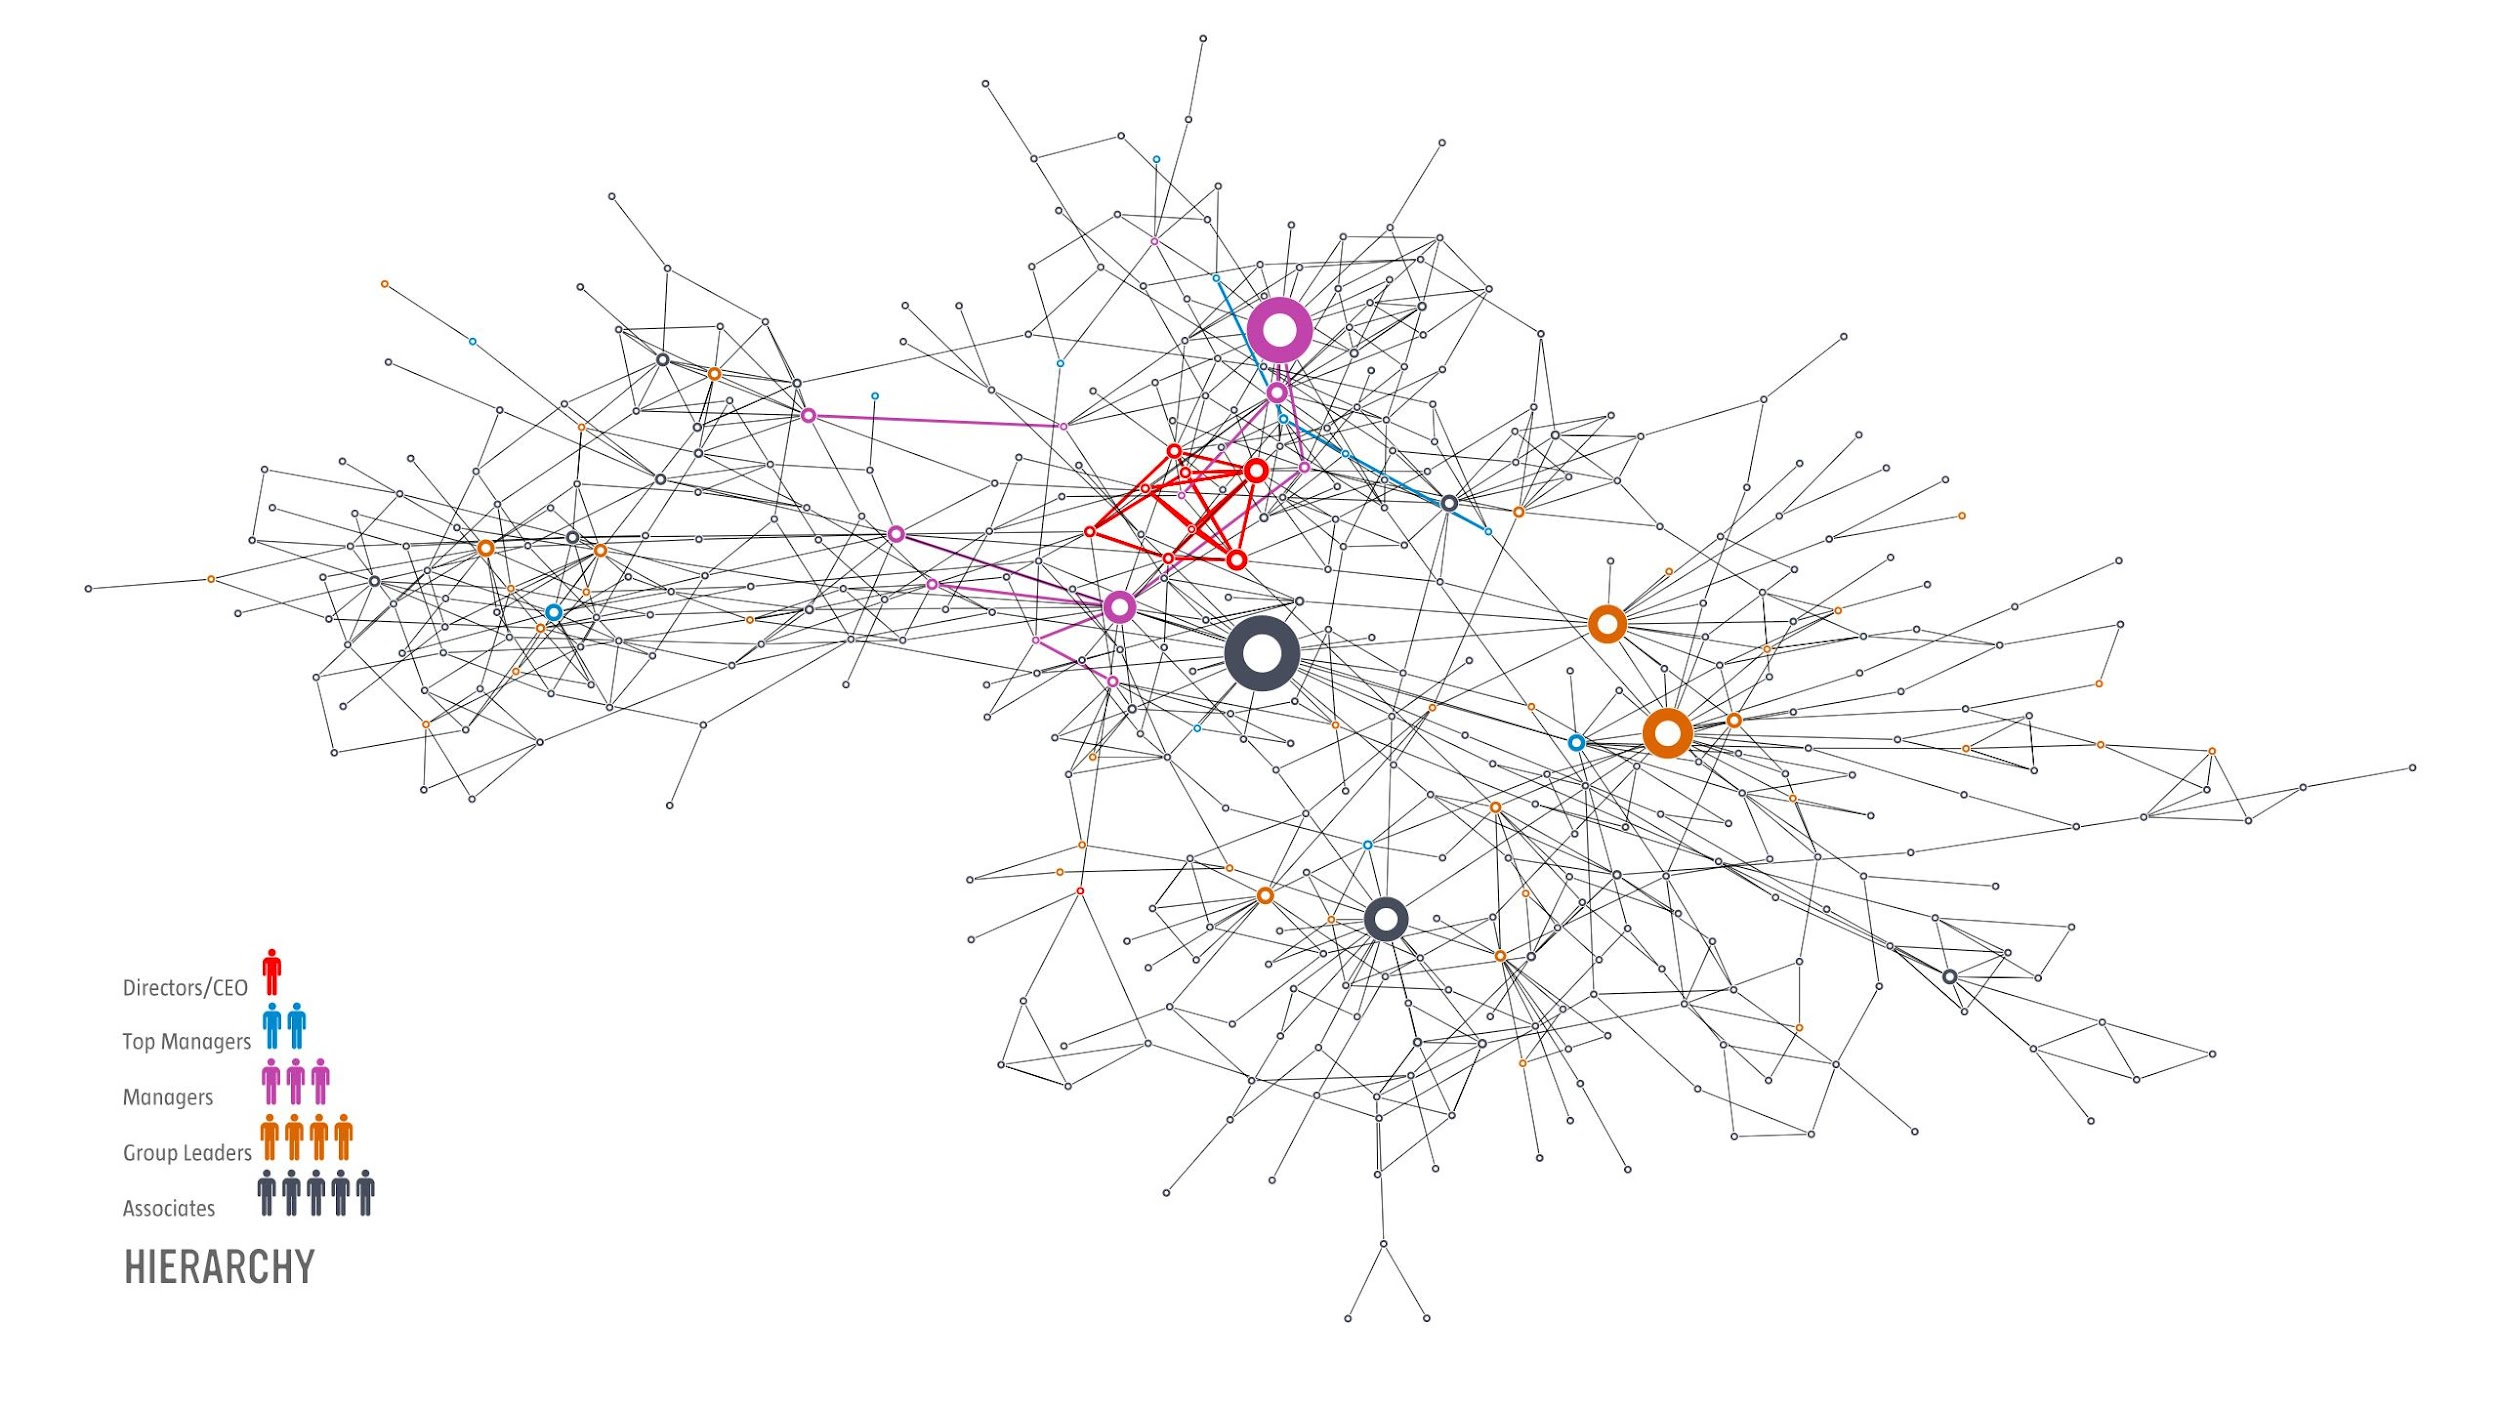 Directors/CEO
Top Managers
Managers
Group Leaders
Associates
HIERARCHY